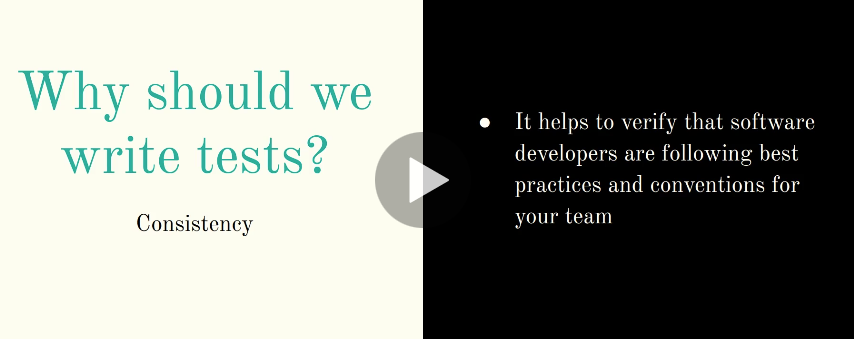 Why should we
write tests?
Consistency
● It helps to verify that software
developers are following best
practices and conventions for
your team